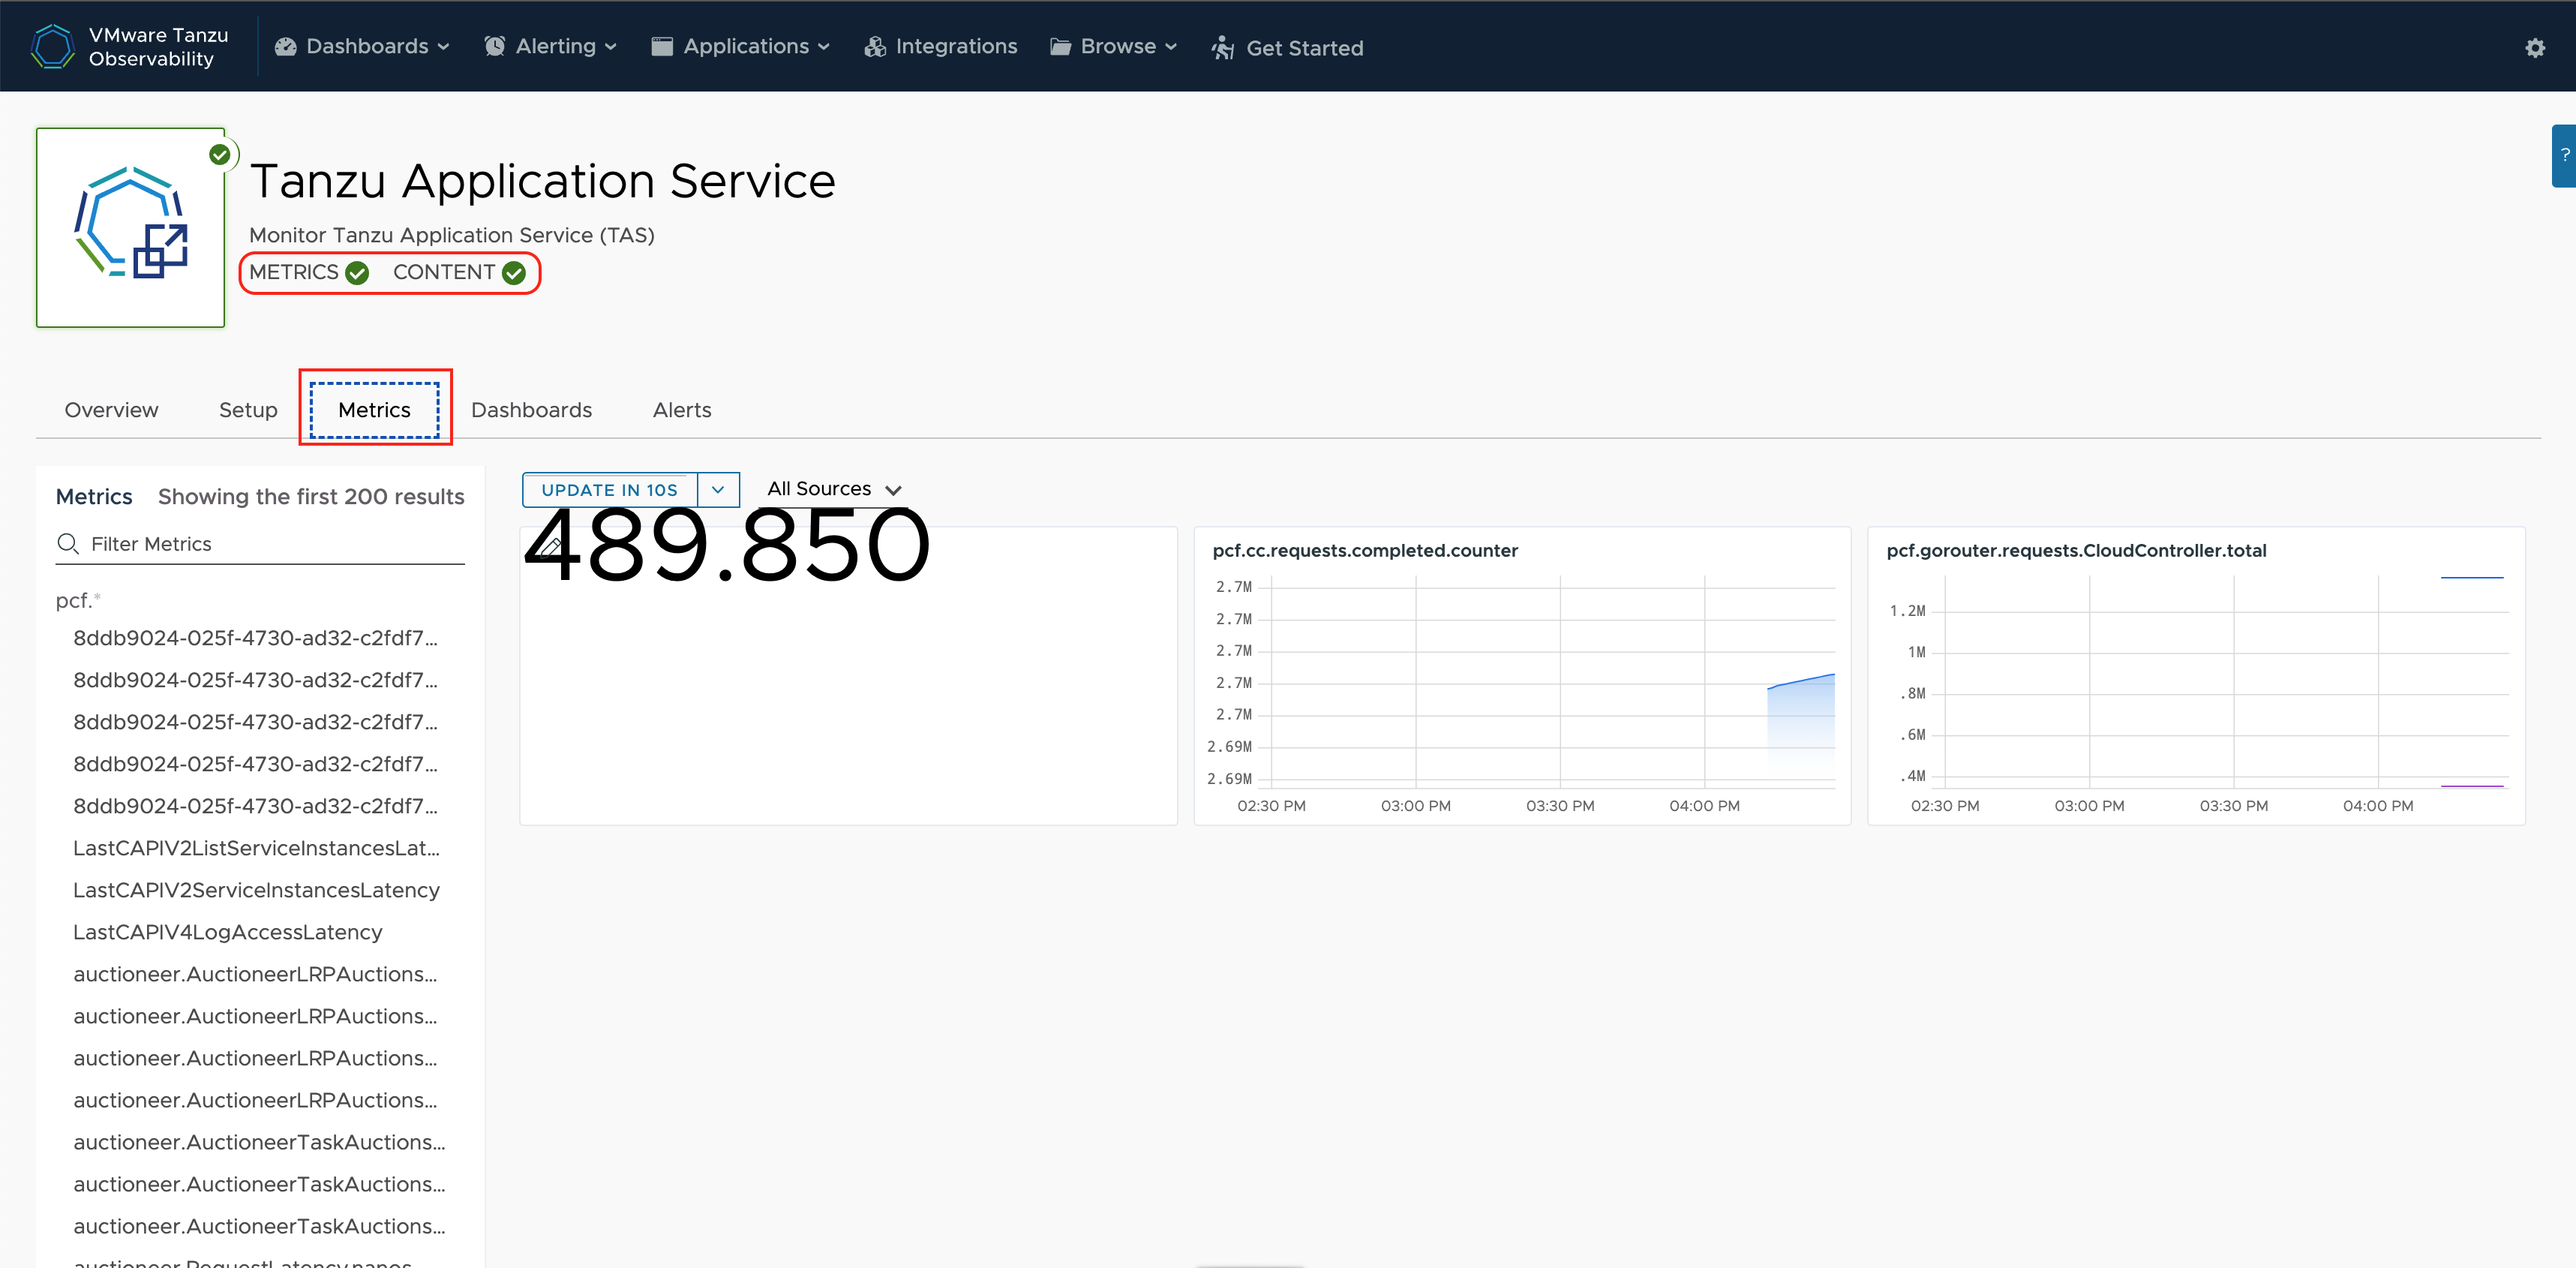 VMware Tanzu
Observability
Dashboards
Alerting
Applications
Integrations
Browse
Get Started
?
Tanzu Application Service
Monitor Tanzu Application Service (TAS)
METRICS CONTENT
Overview Setup Metrics Dashboards Alerts
Metrics Showing the first 200 results
Filter Metrics
pcf.*
8ddb9024-025f-4730-ad32-c2fdf7...
8ddb9024-025f-4730-ad32-c2fdf7...
8ddb9024-025f-4730-ad32-c2fdf7...
8ddb9024-025f-4730-ad32-c2fdf7...
8ddb9024-025f-4730-ad32-c2fdf7...
LastCAPIV2ListServiceInstancesLat...
LastCAPIV2ServiceInstancesLatency
LastCAPIV4LogAccessLatency
auctioneer.AuctioneerLRPAuctions...
auctioneer.AuctioneerLRPAuctions...
auctioneer.AuctioneerLRPAuctions...
auctioneer.AuctioneerLRPAuctions...
auctioneer.AuctioneerTaskAuctions...
auctioneer.AuctioneerTaskAuctions...
auctioneer.AuctioneerTaskAuctions...
auctioneer.RequestLatency.nanos
UPDATE IN 10S All Sources
489.850
pcf.cc.requests.completed.counter
2.7M
2.7M
2.7M
2.7M
2.7M
2.69M
2.69M
02:30 PM 03:00 PM 03:30 PM 04:00 PM
pcf.gorouter.requests.CloudController.total
1.2M
1M
.8M
.6M
.4M
02:30 PM 03:00 PM 03:30 PM 04:00 PM